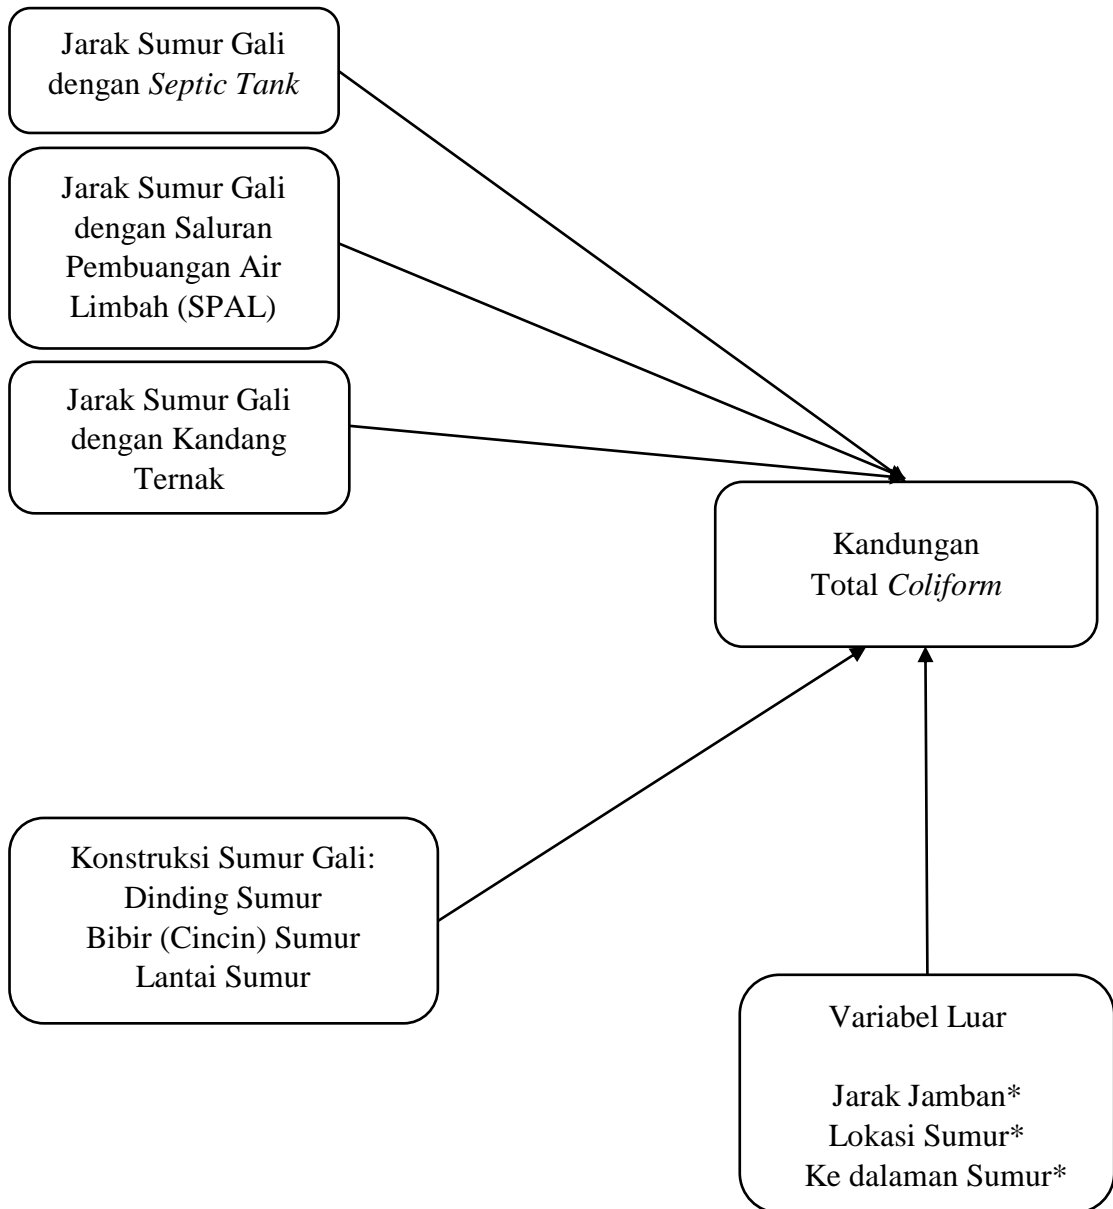 Jarak Sumur Gali
dengan Septic Tank
Jarak Sumur Gali
dengan Saluran
Pembuangan Air
Limbah (SPAL)
Jarak Sumur Gali
dengan Kandang
Ternak
Kandungan
Total Coliform
Konstruksi Sumur Gali:
Dinding Sumur
Bibir (Cincin) Sumur
Lantai Sumur
Variabel Luar
Jarak Jamban*
Lokasi Sumur*
Ke dalaman Sumur*